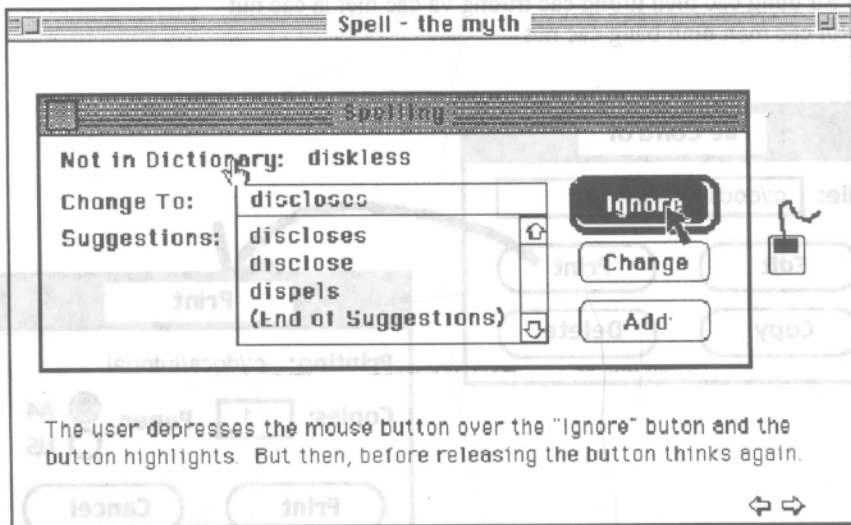 Spell - the myth
Spelling
Not in Dictionary: diskless
Change To: discloses
Ignore
Suggestions: discloses
disclose
Change
dispels
(End of Suggestions)
Add
The user depresses the mouse button over the "Ignore" buton and the
button highlights. But then, before releasing the button thinks again.